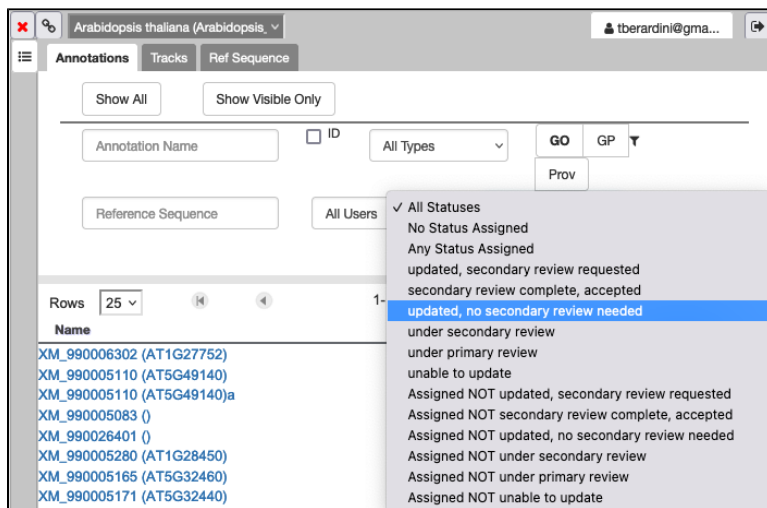 Arabidopsis thaliana (Arabidopsis_
tberardini@gma...
Annotations Tracks Ref Sequence
Show All Show Visible Only
Annotation Name ID All Types GO GP
Prov
Reference Sequence All Users
✓ All Statuses
No Status Assigned
Any Status Assigned
updated, secondary review requested
secondary review complete, accepted
updated, no secondary review needed
under secondary review
under primary review
unable to update
Assigned NOT updated, secondary review requested
Assigned NOT secondary review complete, accepted
Assigned NOT updated, no secondary review needed
Assigned NOT under secondary review
Assigned NOT under primary review
Assigned NOT unable to update
Rows 25 1-
Name
XM_990006302 (AT1G27752)
XM_990005110 (AT5G49140)
XM_990005110 (AT5G49140)a
XM_990005083 ()
XM_990026401 ()
XM_990005280 (AT1G28450)
XM_990005165 (AT5G32460)
XM_990005171 (AT5G32440)